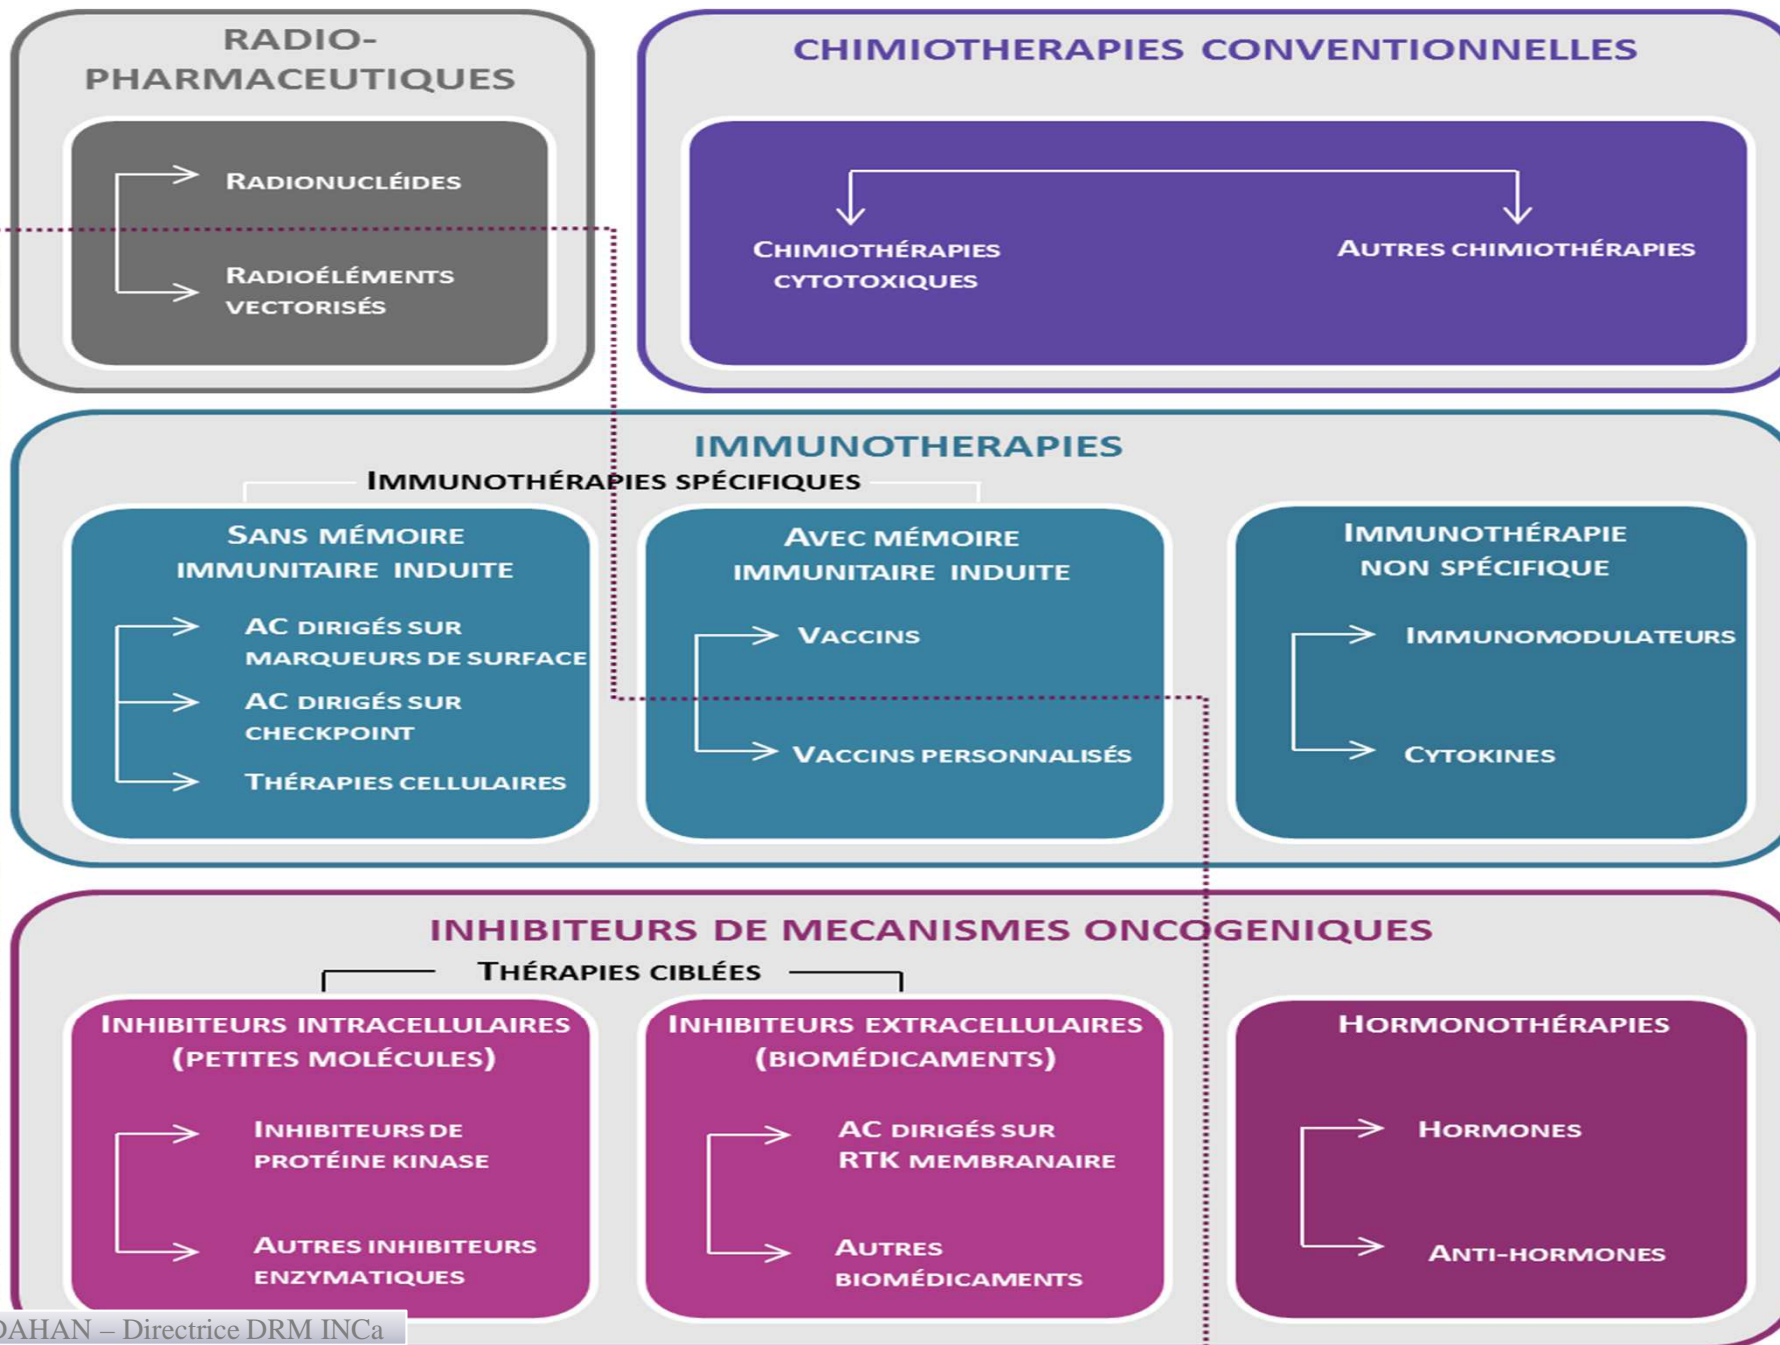 RADIO-
PHARMACEUTIQUES
RADIONUCLÉIDES
RADIOÉLÉMENTS
VECTORISÉS
CHIMIOTHERAPIES CONVENTIONNELLES
CHIMIOTHÉRAPIES
CYTOTOXIQUES
AUTRES CHIMIOTHÉRAPIES
IMMUNOTHERAPIES
IMMUNOTHÉRAPIES SPÉCIFIQUES
SANS MÉMOIRE
IMMUNITAIRE INDUITE
AC DIRIGÉS SUR
MARQUEURS DE SURFACE
AC DIRIGÉS SUR
CHECKPOINT
THÉRAPIES CELLULAIRES
AVEC MÉMOIRE
IMMUNITAIRE INDUITE
VACCINS
VACCINS PERSONNALISÉS
IMMUNOTHÉRAPIE
NON SPÉCIFIQUE
IMMUNOMODULATEURS
CYTOKINES
INHIBITEURS DE MECANISMES ONCOGENIQUES
THÉRAPIES CIBLÉES
INHIBITEURS INTRACELLULAIRES
(PETITES MOLÉCULES)
INHIBITEURS DE
PROTÉINE KINASE
AUTRES INHIBITEURS
ENZYMATIQUES
INHIBITEURS EXTRACELLULAIRES
(BIOMÉDICAMENTS)
AC DIRIGÉS SUR
RTK MEMBRANAIRE
AUTRES
BIOMÉDICAMENTS
HORMONOTHÉRAPIES
HORMONES
ANTI-HORMONES
DAHAN – Directrice DRM INCa